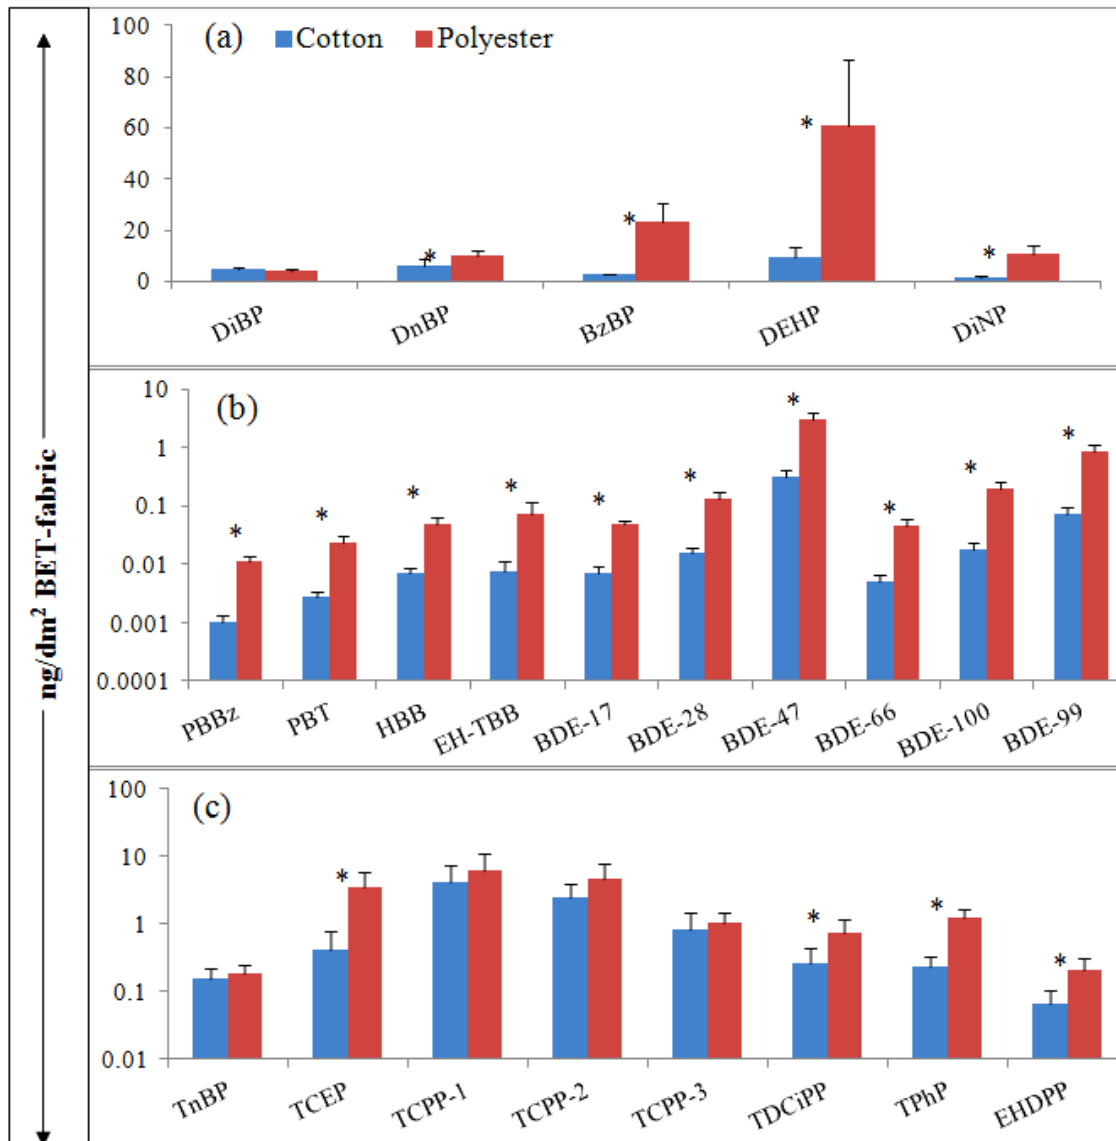 ng/dm² BET-fabric
(a) Cotton Polyester
100
80
60
40
20
0
DiBP DnBP BzBP DEHP DiNP
* * * *
(b)
10
1
0.1
0.01
0.001
0.0001
PBBz PBT HBB EH-TBB BDE-17 BDE-28 BDE-47 BDE-66 BDE-100 BDE-99
* * * * * * * * * *
(c)
100
10
1
0.1
0.01
TnBP TCEP TCPP-1 TCPP-2 TCPP-3 TDCiPP TPhP EHDPP
* * * *